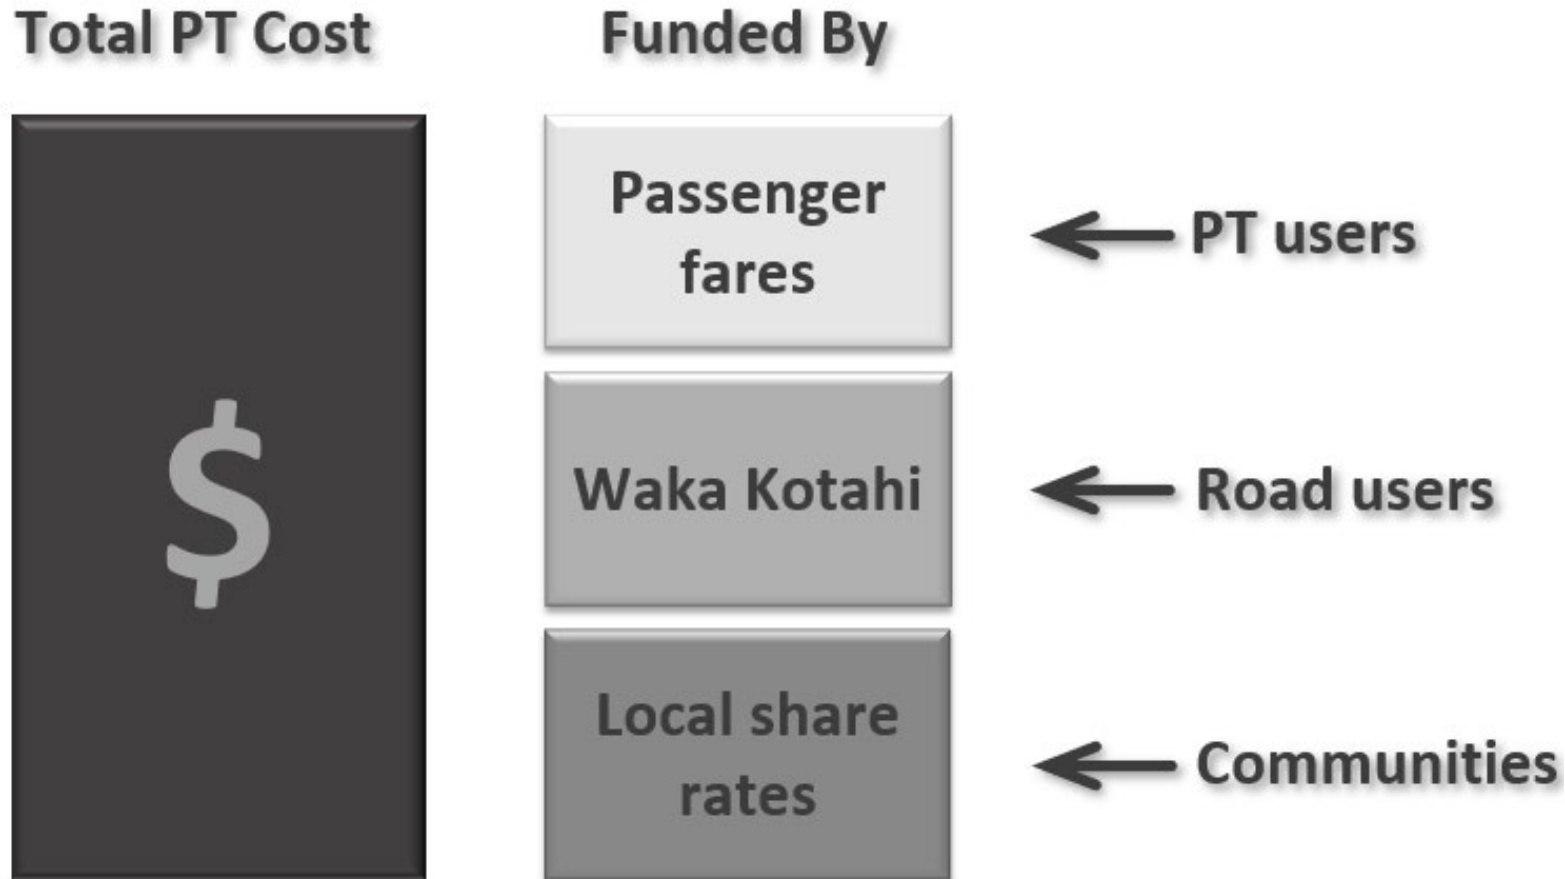 Total PT Cost
Funded By
Passenger
fares
PT users
$
Waka Kotahi
Road users
Local share
rates
Communities